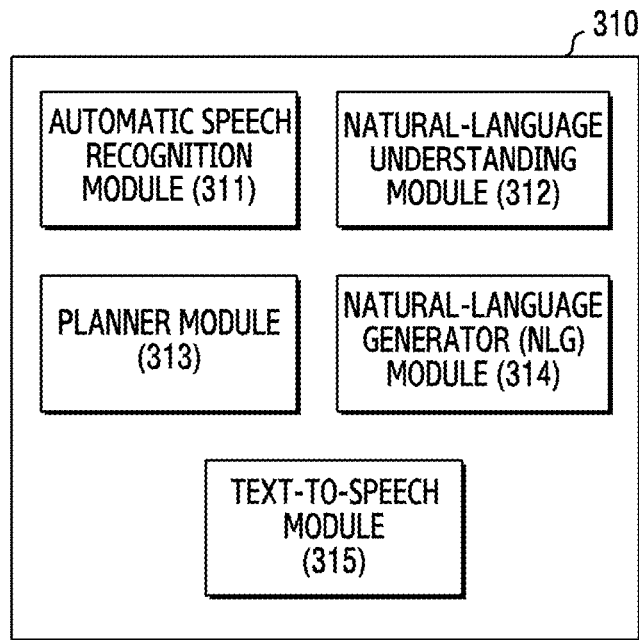 310
AUTOMATIC SPEECH
RECOGNITION
MODULE (311)
NATURAL-LANGUAGE
UNDERSTANDING
MODULE (312)
PLANNER MODULE
(313)
NATURAL-LANGUAGE
GENERATOR (NLG)
MODULE (314)
TEXT-TO-SPEECH
MODULE
(315)